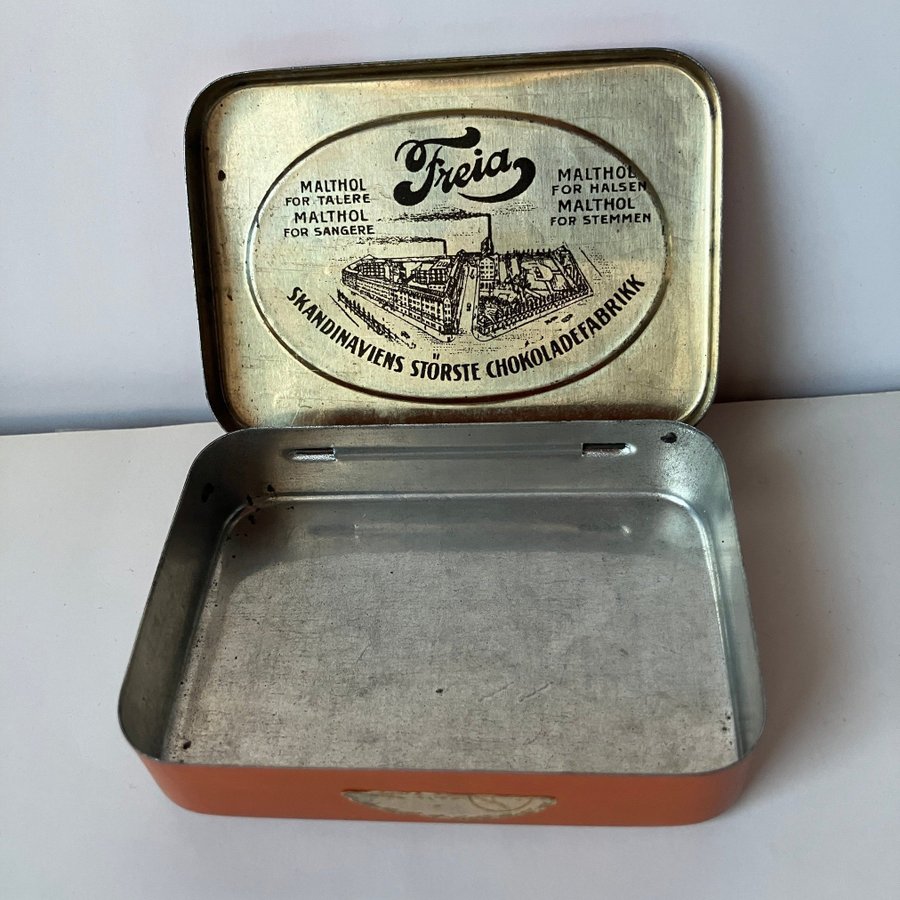 Freia
MALTHOL
FOR TALERE
MALTHOL
FOR SANGERE
MALTHOL
FOR HALSEN
MALTHOL
FOR STEMMEN
SKANDINAVIENS STÖRSTE CHOKOLADEFABRIKK